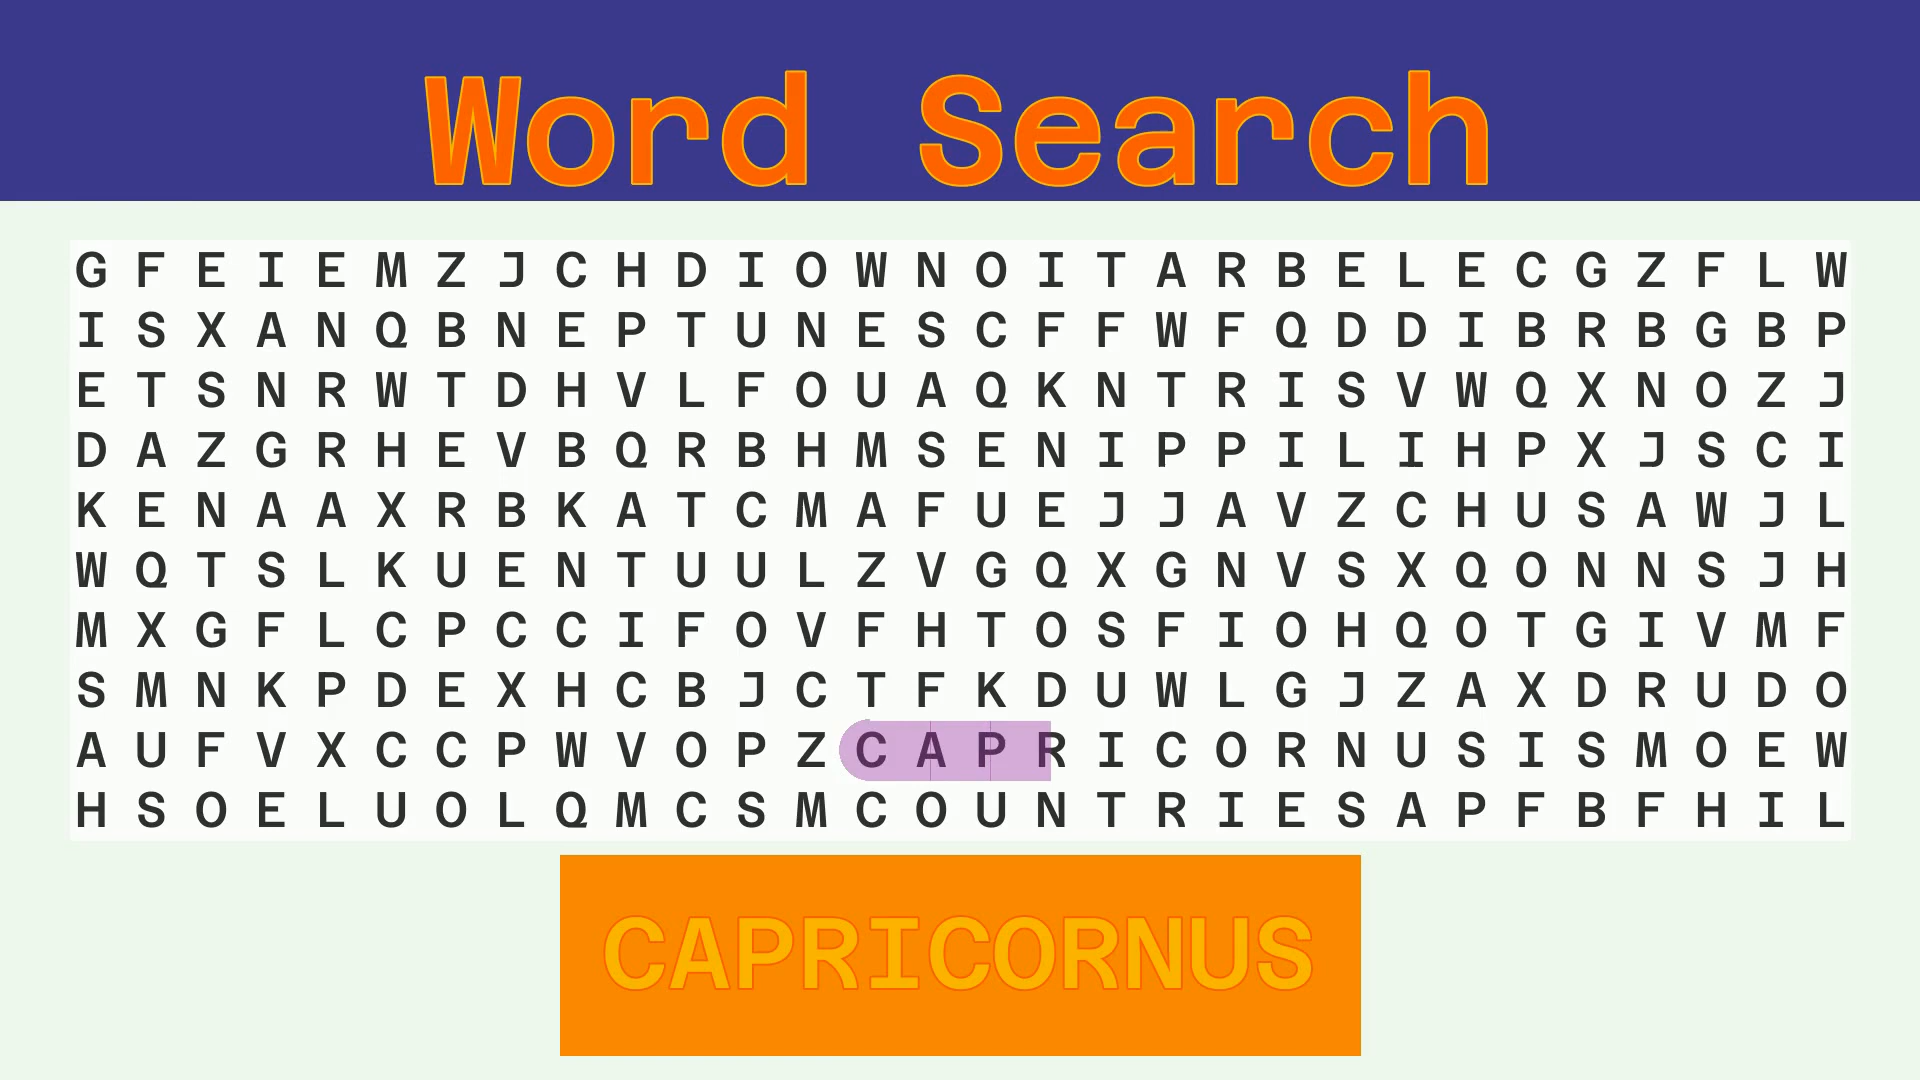 Word Search
G F E I E M Z J C H D I O W N O I T A R B E L E C G Z F L W
I S X A N Q B N E P T U N E S C F F W F Q D D I B R B G B P
E T S N R W T D H V L F O U A Q K N T R I S V W Q X N O Z J
D A Z G R H E V B Q R B H M S E N I P P I L I H P X J S C I
K E N A A X R B K A T C M A F U E J J A V Z C H U S A W J L
W Q T S L K U E N T U U L Z V G Q X G N V S X Q O N N S J H
M X G F L C P C C I F O V F H T O S F I O H Q O T G I V M F
S M N K P D E X H C B J C T F K D U W L G J Z A X D R U D O
A U F V X C C P W V O P Z C A P R I C O R N U S I S M O E W
H S O E L U O L Q M C S M C O U N T R I E S A P F B F H I L
CAPRICORNUS